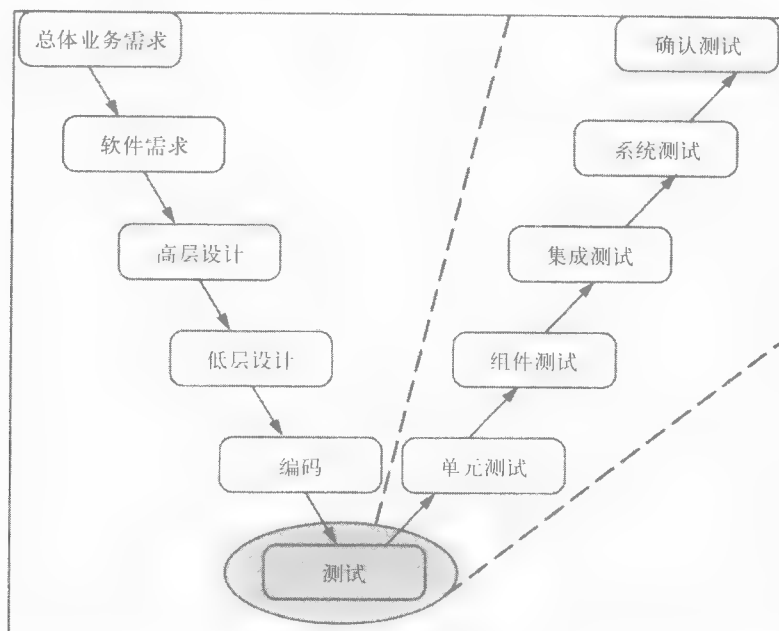 总体业务需求
确认测试
软件需求
系统测试
高层设计
集成测试
低层设计
组件测试
编码
单元测试
测试